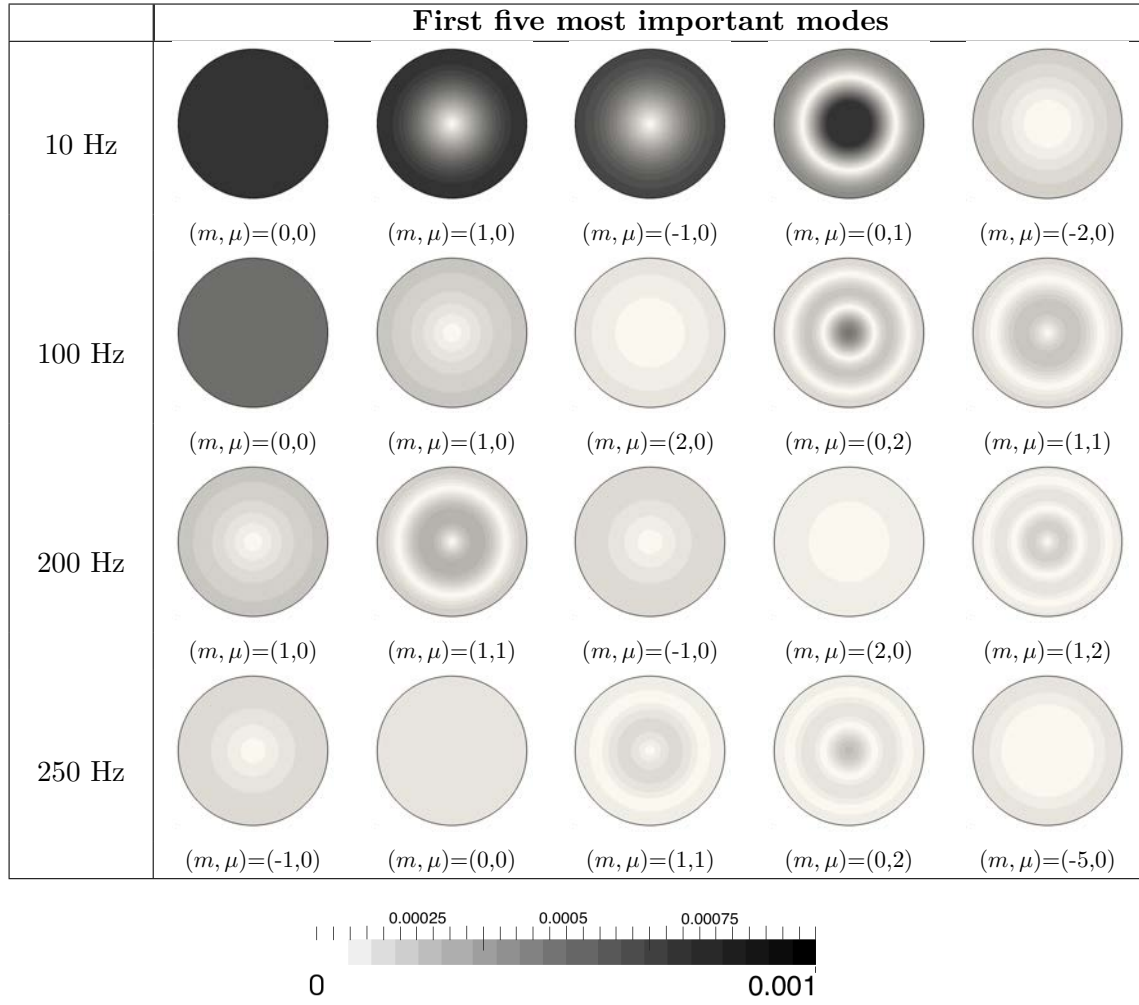 First five most important modes
10 Hz
(m, μ)=(0,0) (m, μ)=(1,0) (m, μ)=(-1,0) (m, μ)=(0,1) (m, μ)=(-2,0)
100 Hz
(m, μ)=(0,0) (m, μ)=(1,0) (m, μ)=(2,0) (m, μ)=(0,2) (m, μ)=(1,1)
200 Hz
(m, μ)=(1,0) (m, μ)=(1,1) (m, μ)=(-1,0) (m, μ)=(2,0) (m, μ)=(1,2)
250 Hz
(m, μ)=(-1,0) (m, μ)=(0,0) (m, μ)=(1,1) (m, μ)=(0,2) (m, μ)=(-5,0)
0.00025 0.0005 0.00075
0 0.001